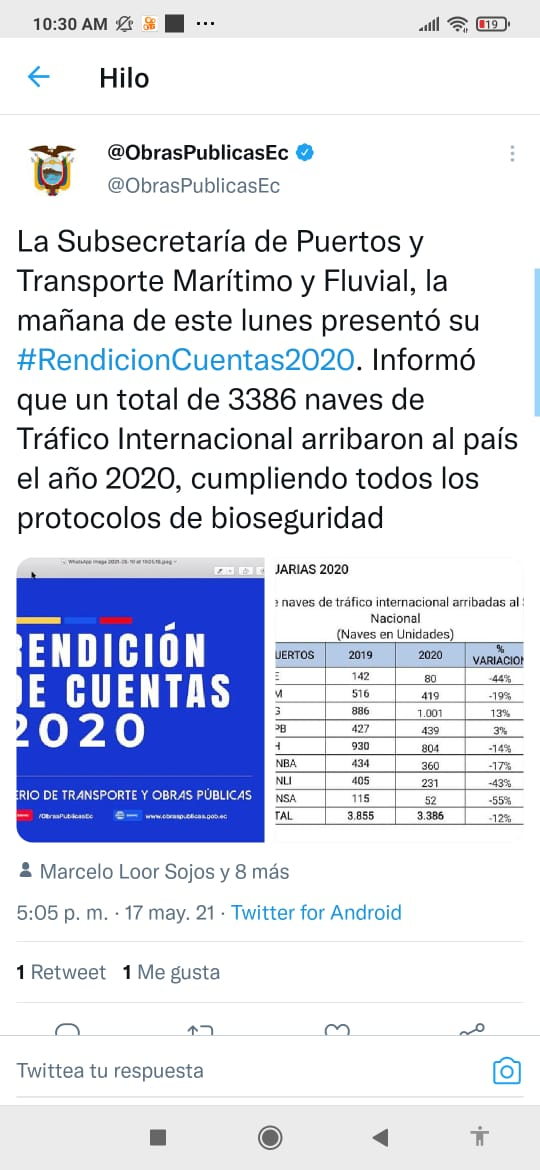 10:30 AM
19
Hilo
@ObrasPublicasEc
@ObrasPublicasEc
La Subsecretaría de Puertos y
Transporte Marítimo y Fluvial, la
mañana de este lunes presentó su
#RendicionCuentas2020. Informó
que un total de 3386 naves de
Tráfico Internacional arribaron al país
el año 2020, cumpliendo todos los
protocolos de bioseguridad
RENDICIÓN
DE CUENTAS
2020
ERIO DE TRANSPORTE Y OBRAS PÚBLICAS
/ObrasPublicasEc www.obraspublicas.gob.ec
UARIAS 2020
e naves de tráfico internacional arribadas al
Nacional
(Naves en Unidades)
UERTOS 2019 2020 % VARIACION
E 142 80 -44%
M 516 419 -19%
G 886 1.001 13%
PB 427 439 3%
H 930 804 -14%
NBA 434 360 -17%
NLI 405 231 -43%
NSA 115 52 -55%
TAL 3.855 3.386 -12%
Marcelo Loor Sojos y 8 más
5:05 p. m. · 17 may. 21 · Twitter for Android
1 Retweet 1 Me gusta
Twittea tu respuesta